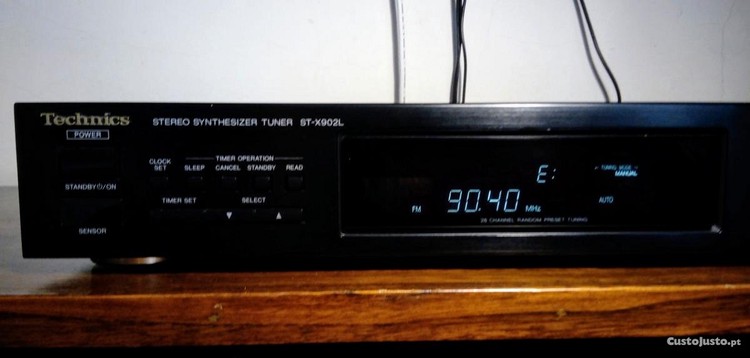 Technics
POWER
STEREO SYNTHESIZER TUNER ST-X902L
CLOCK SET
TIMER OPERATION
SLEEP CANCEL STANDBY READ
STANDBY⏻/ON
TIMER SET SELECT
▼ ▲
SENSOR
E:
TUNING MODE
MANUAL
FM 90.40 MHz AUTO
CHANNEL RANDOM PRESET TUNING
CustoJusto.pt